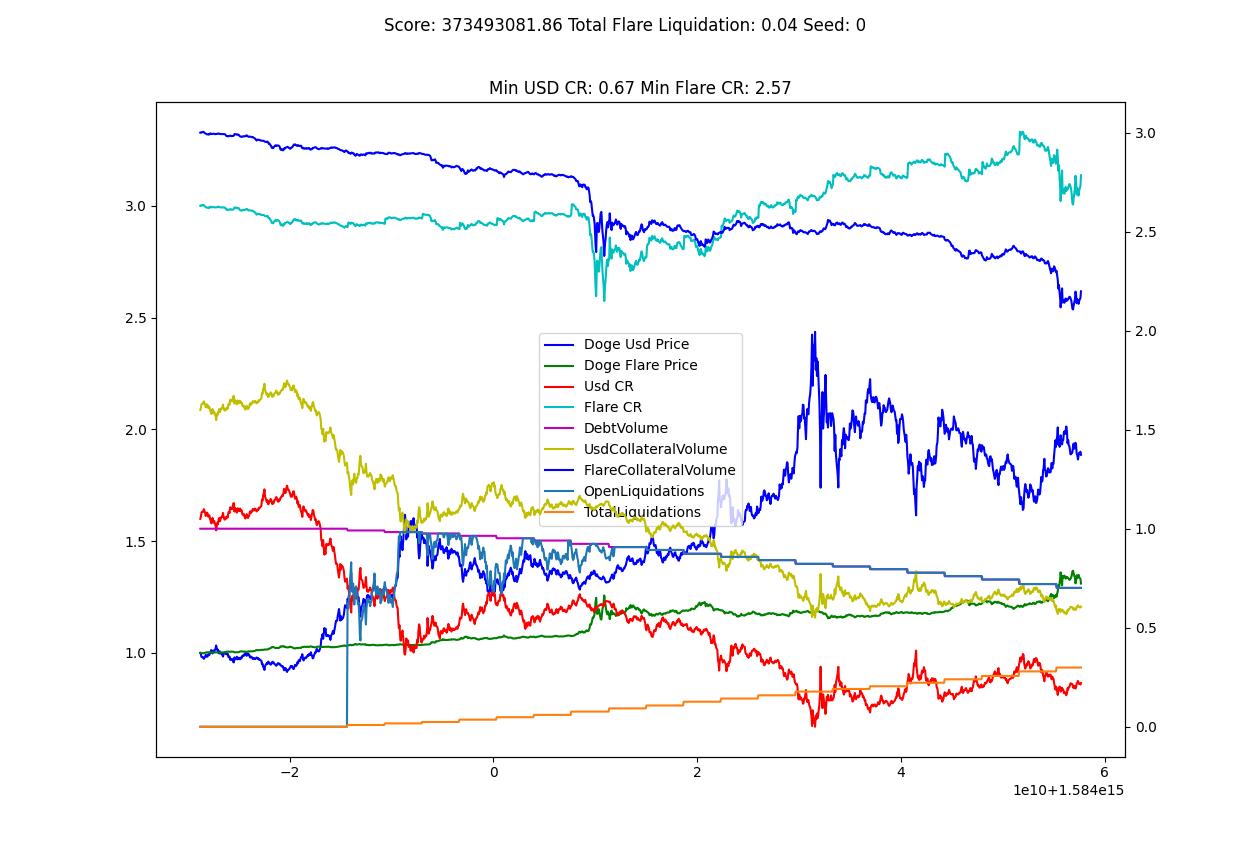 Score: 373493081.86 Total Flare Liquidation: 0.04 Seed: 0
Min USD CR: 0.67 Min Flare CR: 2.57
3.0
2.5
2.0
1.5
1.0
3.0
2.5
2.0
1.5
1.0
0.5
0.0
Doge Usd Price
Doge Flare Price
Usd CR
Flare CR
DebtVolume
UsdCollateralVolume
FlareCollateralVolume
OpenLiquidations
TotalLiquidations
−2 0 2 4 6
1e10+1.584e15